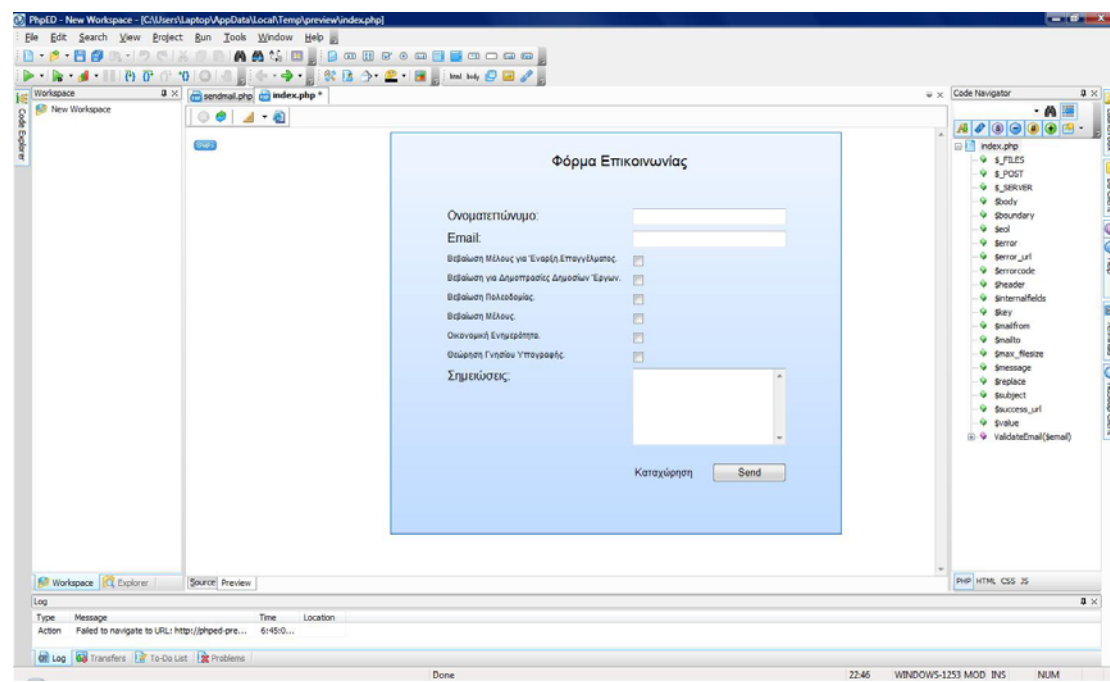 PhpED - New Workspace - [C:\Users\Laptop\AppData\Local\Temp\preview\index.php]
File Edit Search View Project Run Tools Window Help
html body
Workspace
New Workspace
Code Explorer
sendmail.php index.php *
Φόρμα Επικοινωνίας
Ονοματεπώνυμο:
Email:
Βεβαίωση Μέλους για Έναρξη Επαγγέλματος.
Βεβαίωση για Δημοπρασίες Δημοσίων Έργων.
Βεβαίωση Πολεοδομίας.
Βεβαίωση Μέλους.
Οικονομική Ενημερότητα.
Θεώρηση Γνησίου Υπογραφής.
Σημειώσεις:
Καταχώρηση Send
Code Navigator
index.php
$_FILES
$_POST
$_SERVER
$body
$boundary
$eol
$error
$error_url
$errorcode
$header
$internalfields
$key
$mailfrom
$mailto
$max_filesize
$message
$replace
$subject
$success_url
$value
ValidateEmail($email)
Workspace Explorer
Source Preview
PHP HTML CSS JS
Log
Type Message Time Location
Action Failed to navigate to URL: http://phped-pre... 6:45:0...
Log Transfers To-Do List Problems
Done 22:46 WINDOWS-1253 MOD INS NUM